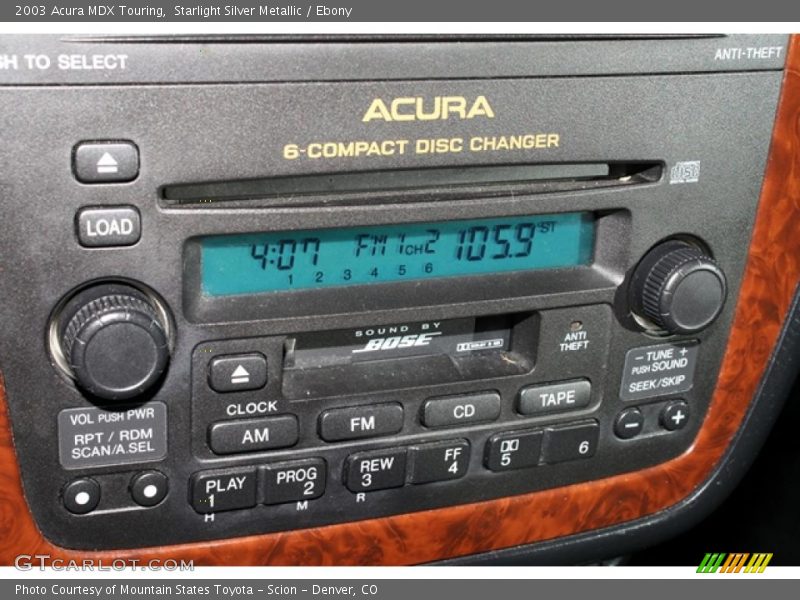 2003 Acura MDX Touring,  Starlight Silver Metallic / Ebony
SH TO SELECT
ANTI-THEFT
ACURA
6-COMPACT DISC CHANGER
LOAD
4:07 FM1 CH2 105.9 ST
1 2 3 4 5 6
SOUND BY
BOSE
ANTI
THEFT
- TUNE +
PUSH SOUND
SEEK/SKIP
CLOCK
AM
FM
CD
TAPE
VOL PUSH PWR
RPT / RDM
SCAN/A.SEL
- +
PLAY
1
H
PROG
2
M
REW
3
R
FF
4
5
6
GTCARLOT.COM
Photo Courtesy of Mountain States Toyota - Scion - Denver, CO